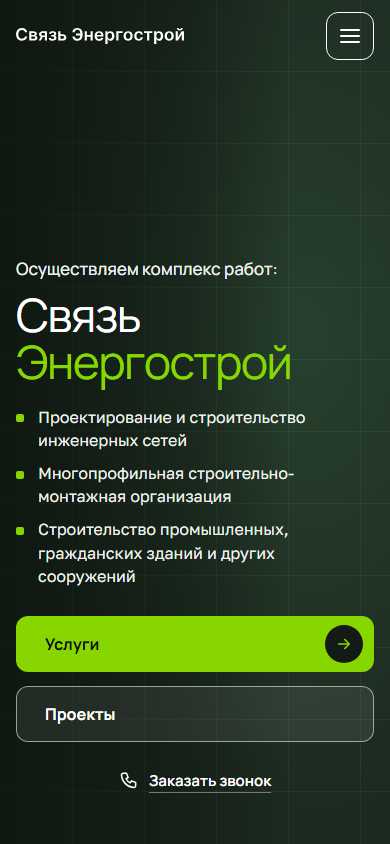 Связь Энергострой
Осуществляем комплекс работ:
Связь
Энергострой
Проектирование и строительство
инженерных сетей
Многопрофильная строительно-
монтажная организация
Строительство промышленных,
гражданских зданий и других
сооружений
Услуги
Проекты
Заказать звонок